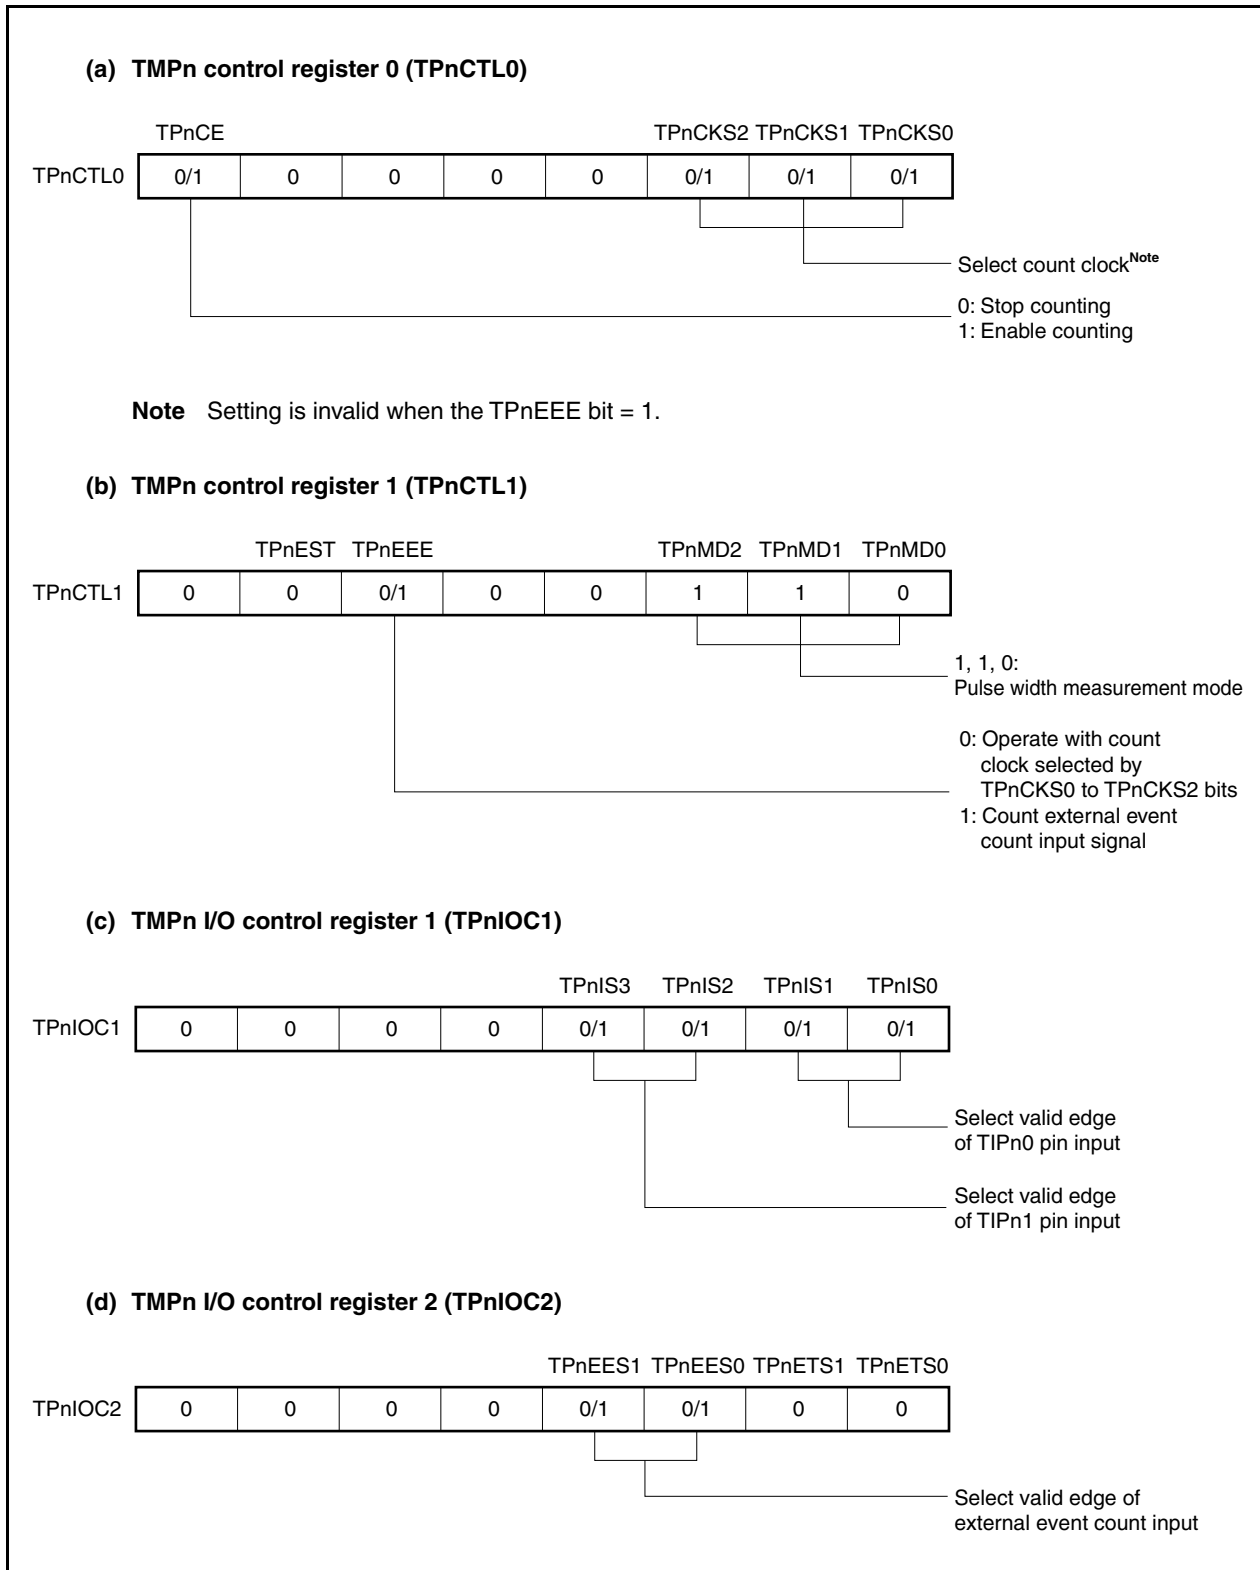 (a) TMPn control register 0 (TPnCTL0)
TPnCE TPnCKS2 TPnCKS1 TPnCKS0
TPnCTL0 0/1 0 0 0 0 0/1 0/1 0/1
Select count clockNote
0: Stop counting
1: Enable counting
Note Setting is invalid when the TPnEEE bit = 1.
(b) TMPn control register 1 (TPnCTL1)
TPnEST TPnEEE TPnMD2 TPnMD1 TPnMD0
TPnCTL1 0 0 0/1 0 0 1 1 0
1, 1, 0:
Pulse width measurement mode
0: Operate with count
clock selected by
TPnCKS0 to TPnCKS2 bits
1: Count external event
count input signal
(c) TMPn I/O control register 1 (TPnIOC1)
TPnIS3 TPnIS2 TPnIS1 TPnIS0
TPnIOC1 0 0 0 0 0/1 0/1 0/1 0/1
Select valid edge
of TIPn0 pin input
Select valid edge
of TIPn1 pin input
(d) TMPn I/O control register 2 (TPnIOC2)
TPnEES1 TPnEES0 TPnETS1 TPnETS0
TPnIOC2 0 0 0 0 0/1 0/1 0 0
Select valid edge of
external event count input